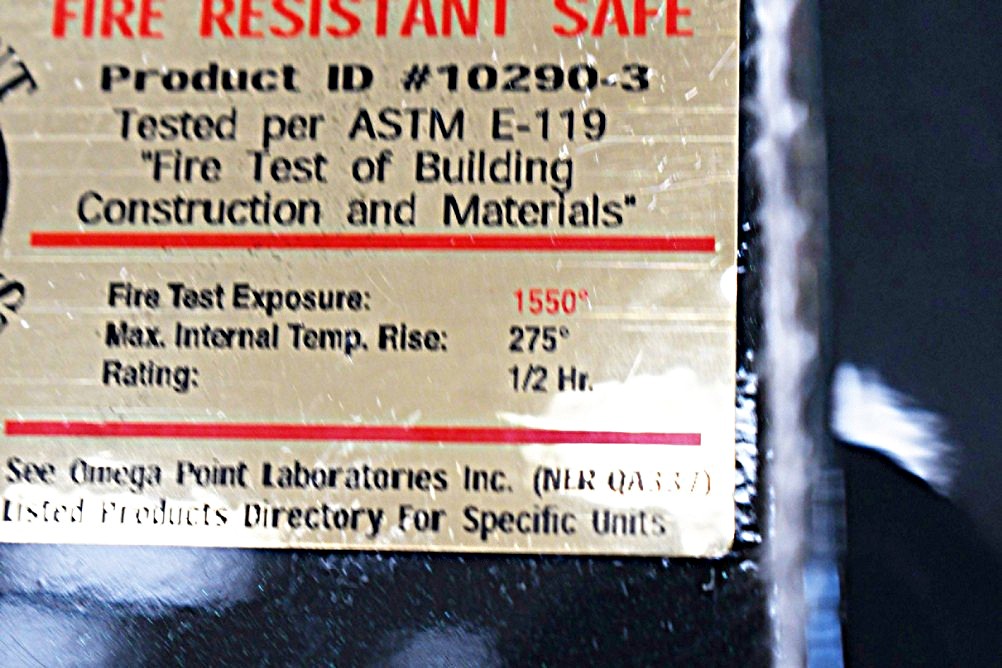 FIRE RESISTANT SAFE
Product ID #10290-3
Tested per ASTM E-119
"Fire Test of Building
Construction and Materials"
Fire Test Exposure: 1550°
Max. Internal Temp. Rise: 275°
Rating: 1/2 Hr.
See Omega Point Laboratories Inc. (NER QA337)
Listed Products Directory For Specific Units